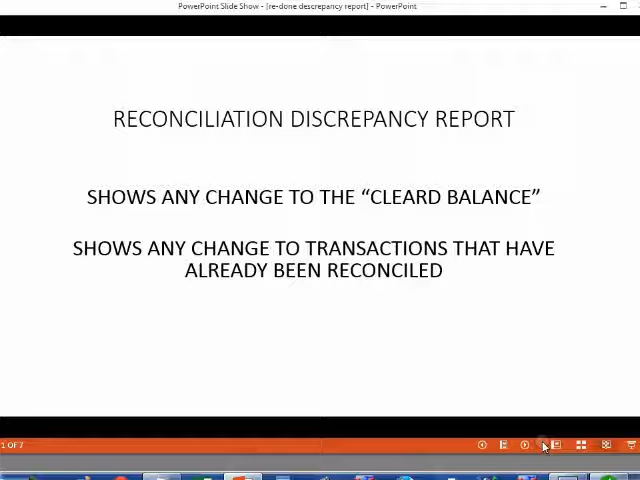 PowerPoint Slide Show - [re-done descrepancy report] - PowerPoint
RECONCILIATION DISCREPANCY REPORT
SHOWS ANY CHANGE TO THE “CLEARD BALANCE”
SHOWS ANY CHANGE TO TRANSACTIONS THAT HAVE
ALREADY BEEN RECONCILED
1 OF 7